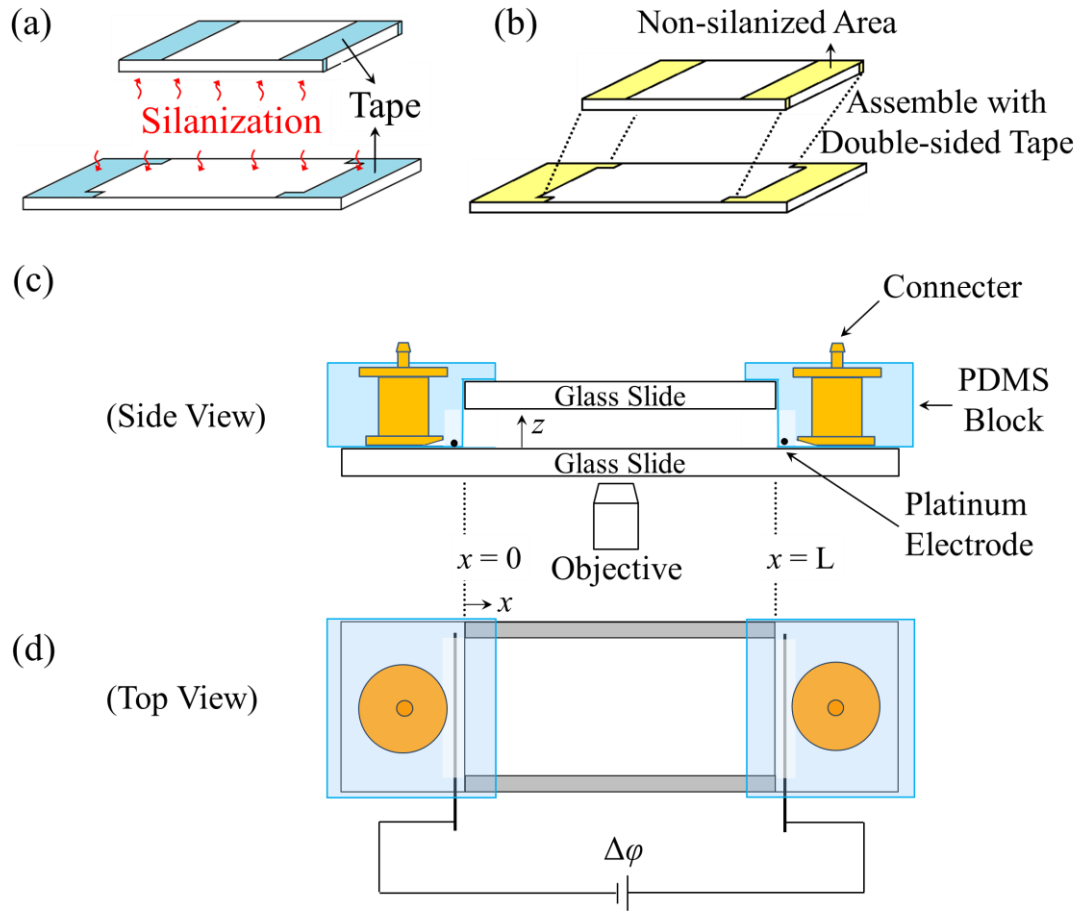 (a)
Silanization
Tape
(b)
Non-silanized Area
Assemble with
Double-sided Tape
(c)
Connecter
(Side View)
Glass Slide
z
PDMS
Block
Glass Slide
Platinum
Electrode
x = 0
Objective
x = L
x
(d)
(Top View)
Δφ